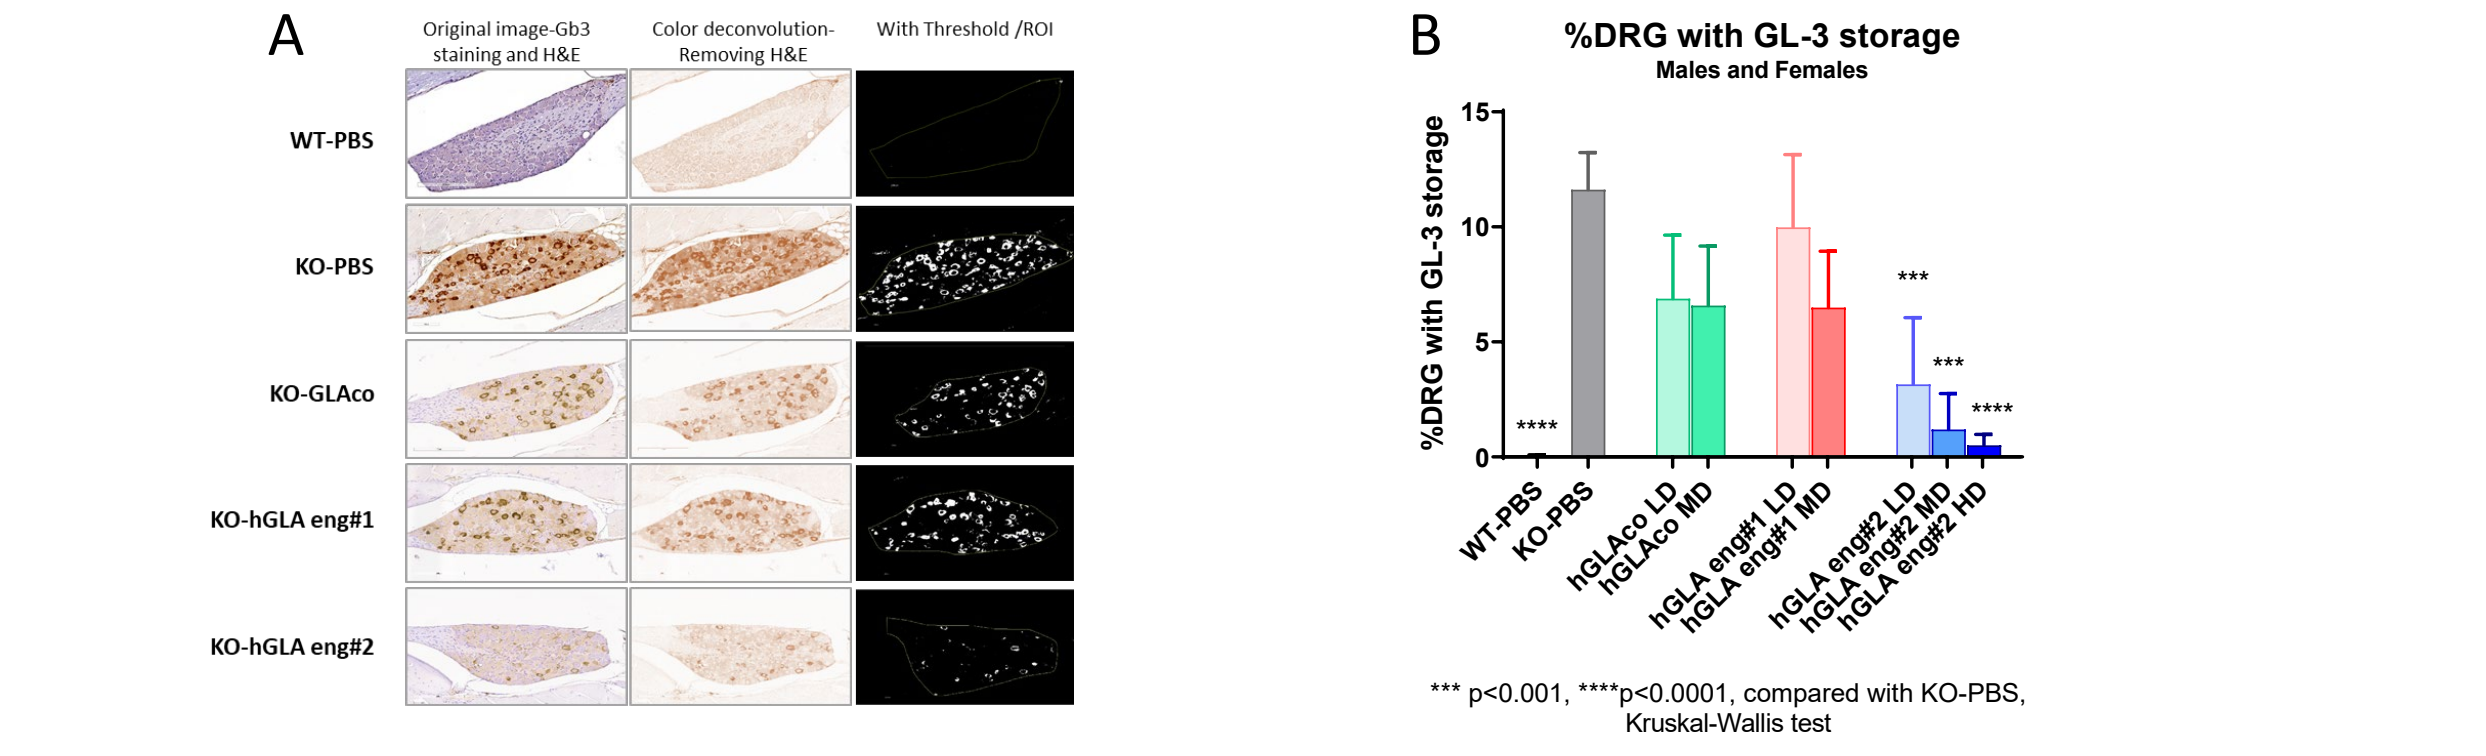 A
Original image-Gb3
staining and H&E
Color deconvolution-
Removing H&E
With Threshold /ROI
WT-PBS
KO-PBS
KO-GLAco
KO-hGLA eng#1
KO-hGLA eng#2
B
%DRG with GL-3 storage
Males and Females
%DRG with GL-3 storage
15
10
5
0
****
***
***
****
WT-PBS
KO-PBS
hGLAco LD
hGLAco MD
hGLA eng#1 LD
hGLA eng#1 MD
hGLA eng#2 LD
hGLA eng#2 MD
hGLA eng#2 HD
*** p<0.001, ****p<0.0001, compared with KO-PBS,
Kruskal-Wallis test